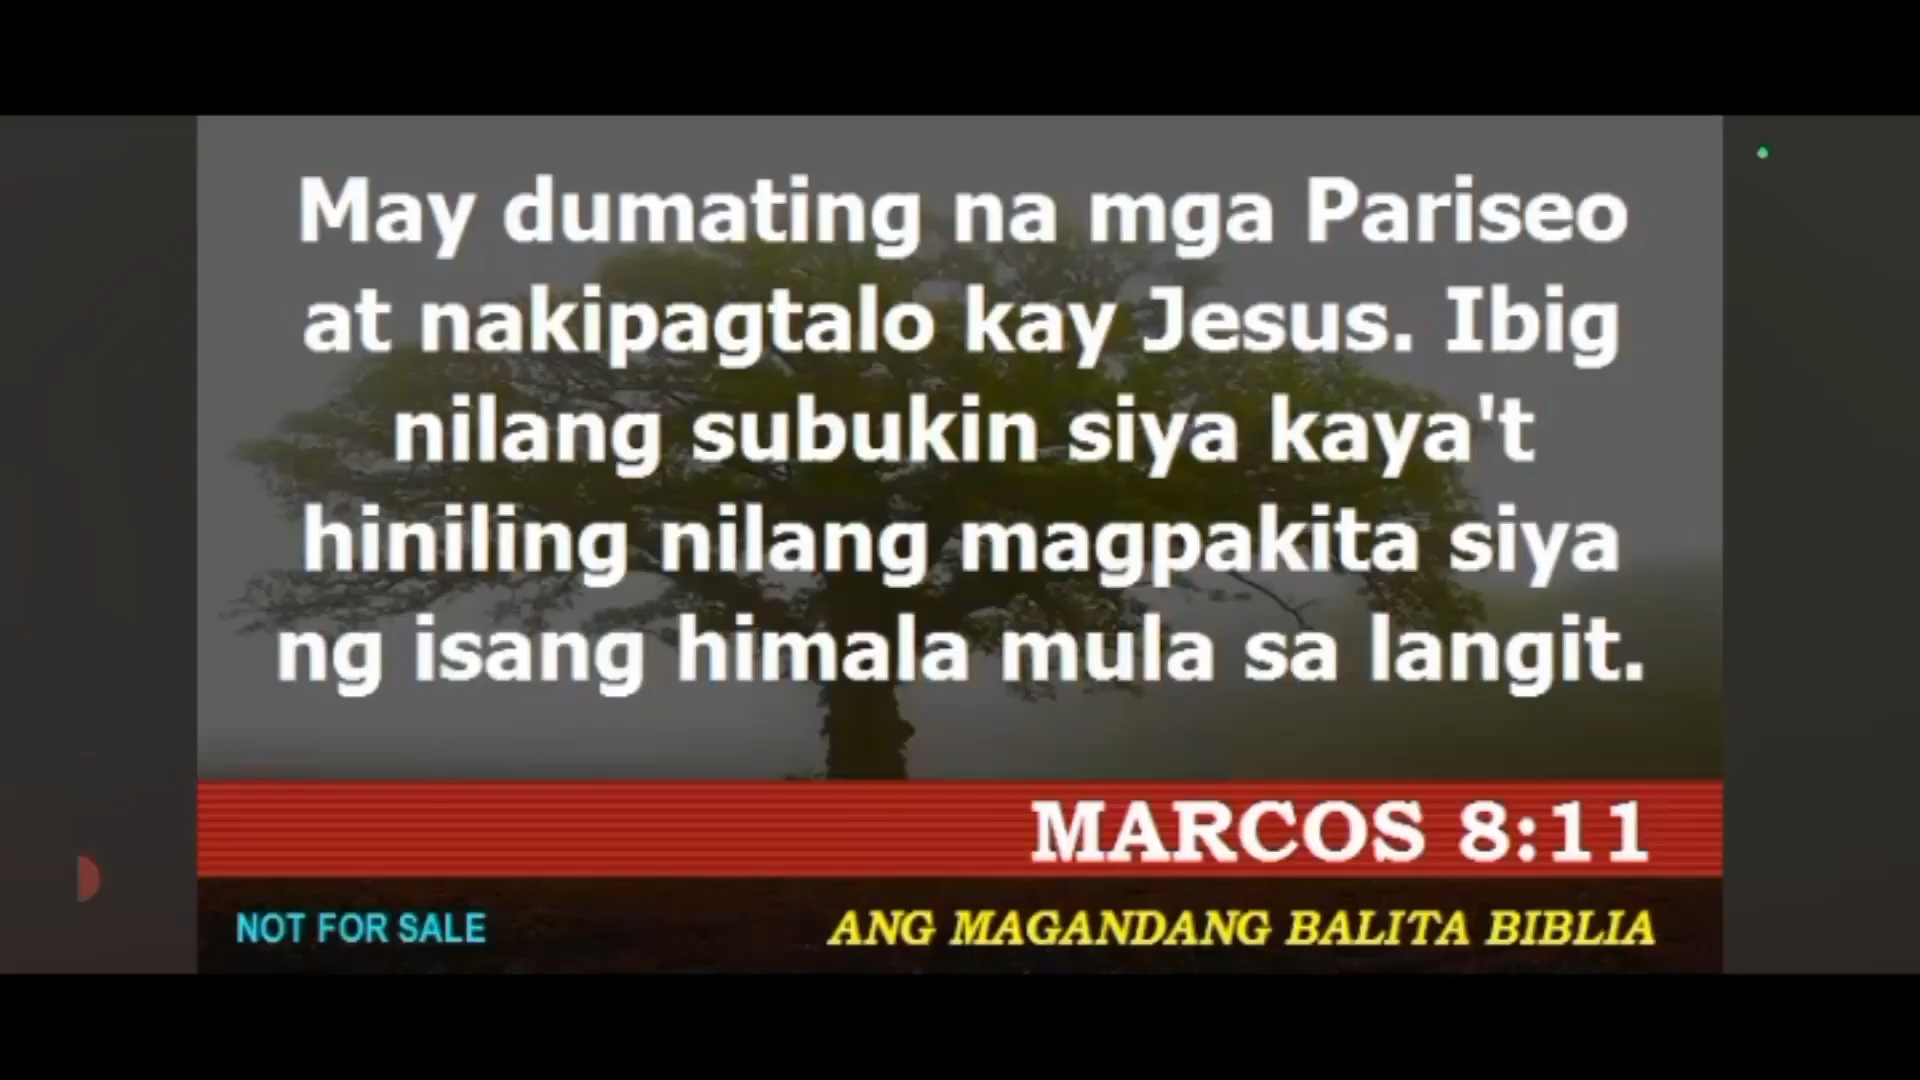 May dumating na mga Pariseo
at nakipagtalo kay Jesus. Ibig
nilang subukin siya kaya't
hiniling nilang magpakita siya
ng isang himala mula sa langit.
MARCOS 8:11
NOT FOR SALE
ANG MAGANDANG BALITA BIBLIA